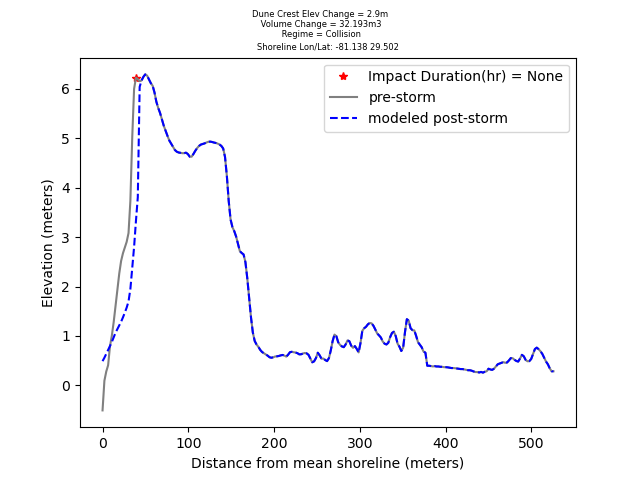 Dune Crest Elev Change = 2.9m
Volume Change = 32.193m3
Regime = Collision
Shoreline Lon/Lat: -81.138 29.502
Impact Duration(hr) = None
pre-storm
modeled post-storm
Elevation (meters)
6
5
4
3
2
1
0
0 100 200 300 400 500
Distance from mean shoreline (meters)